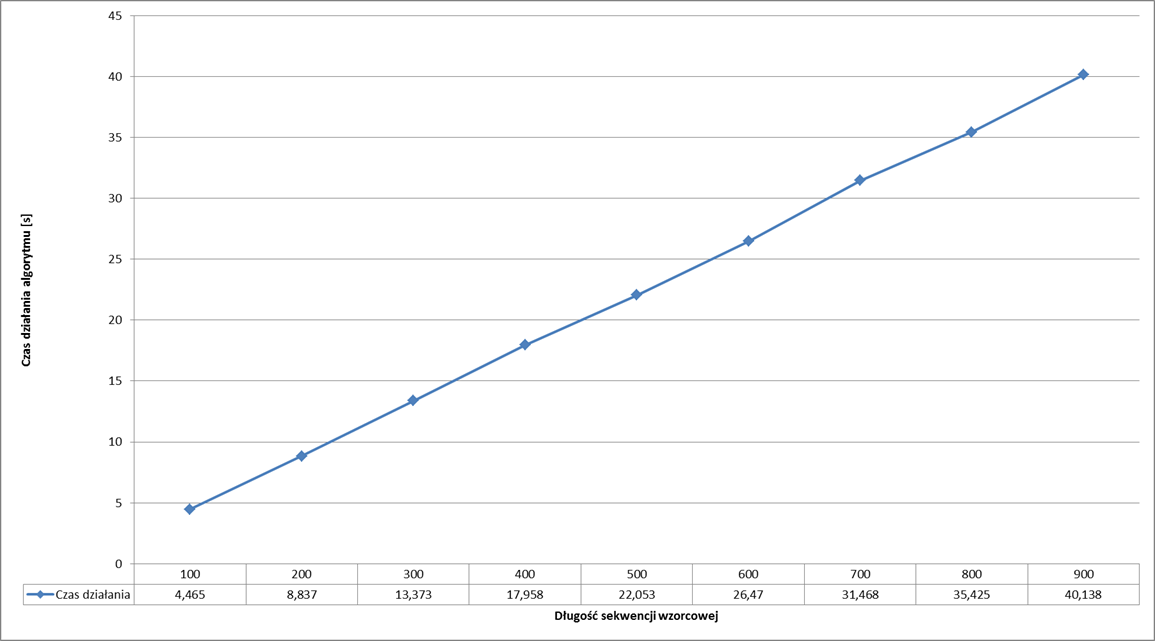 45
40
35
30
25
20
15
10
5
0
Czas działania algorytmu [s]
100 200 300 400 500 600 700 800 900
Czas działania 4,465 8,837 13,373 17,958 22,053 26,47 31,468 35,425 40,138
Długość sekwencji wzorcowej